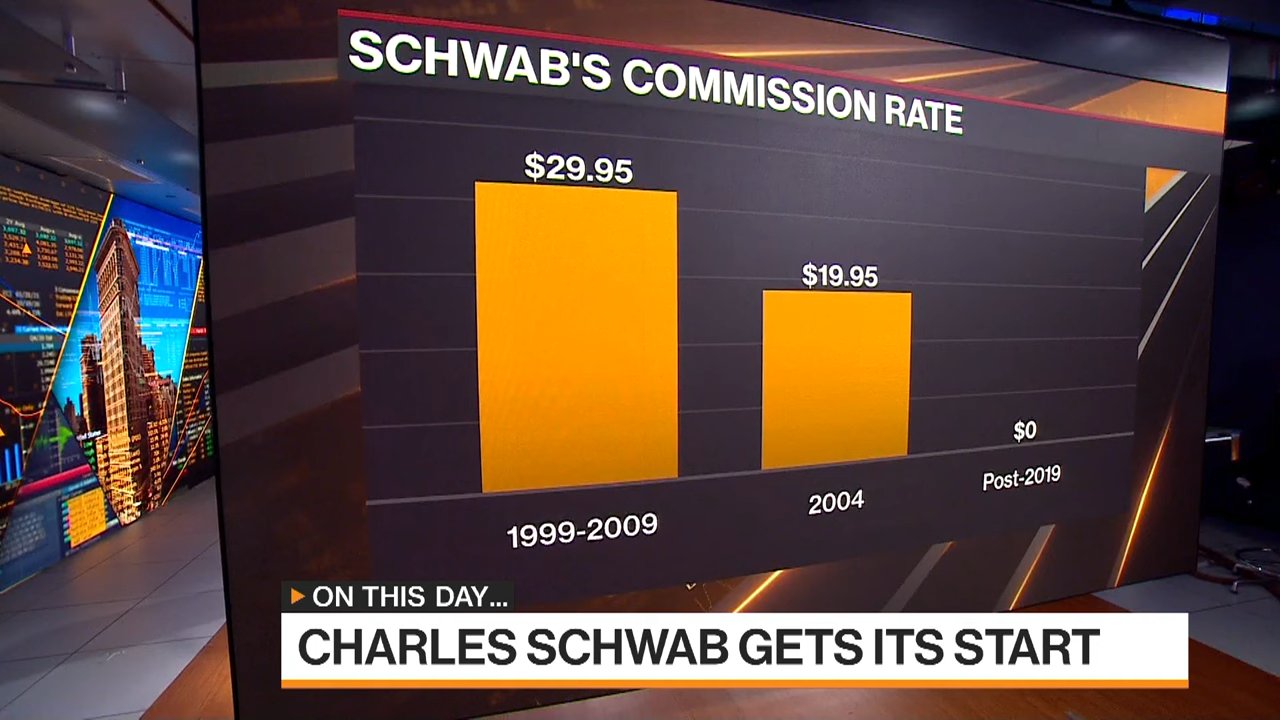 SCHWAB'S COMMISSION RATE
$29.95
$19.95
$0
1999-2009
2004
Post-2019
ON THIS DAY...
CHARLES SCHWAB GETS ITS START